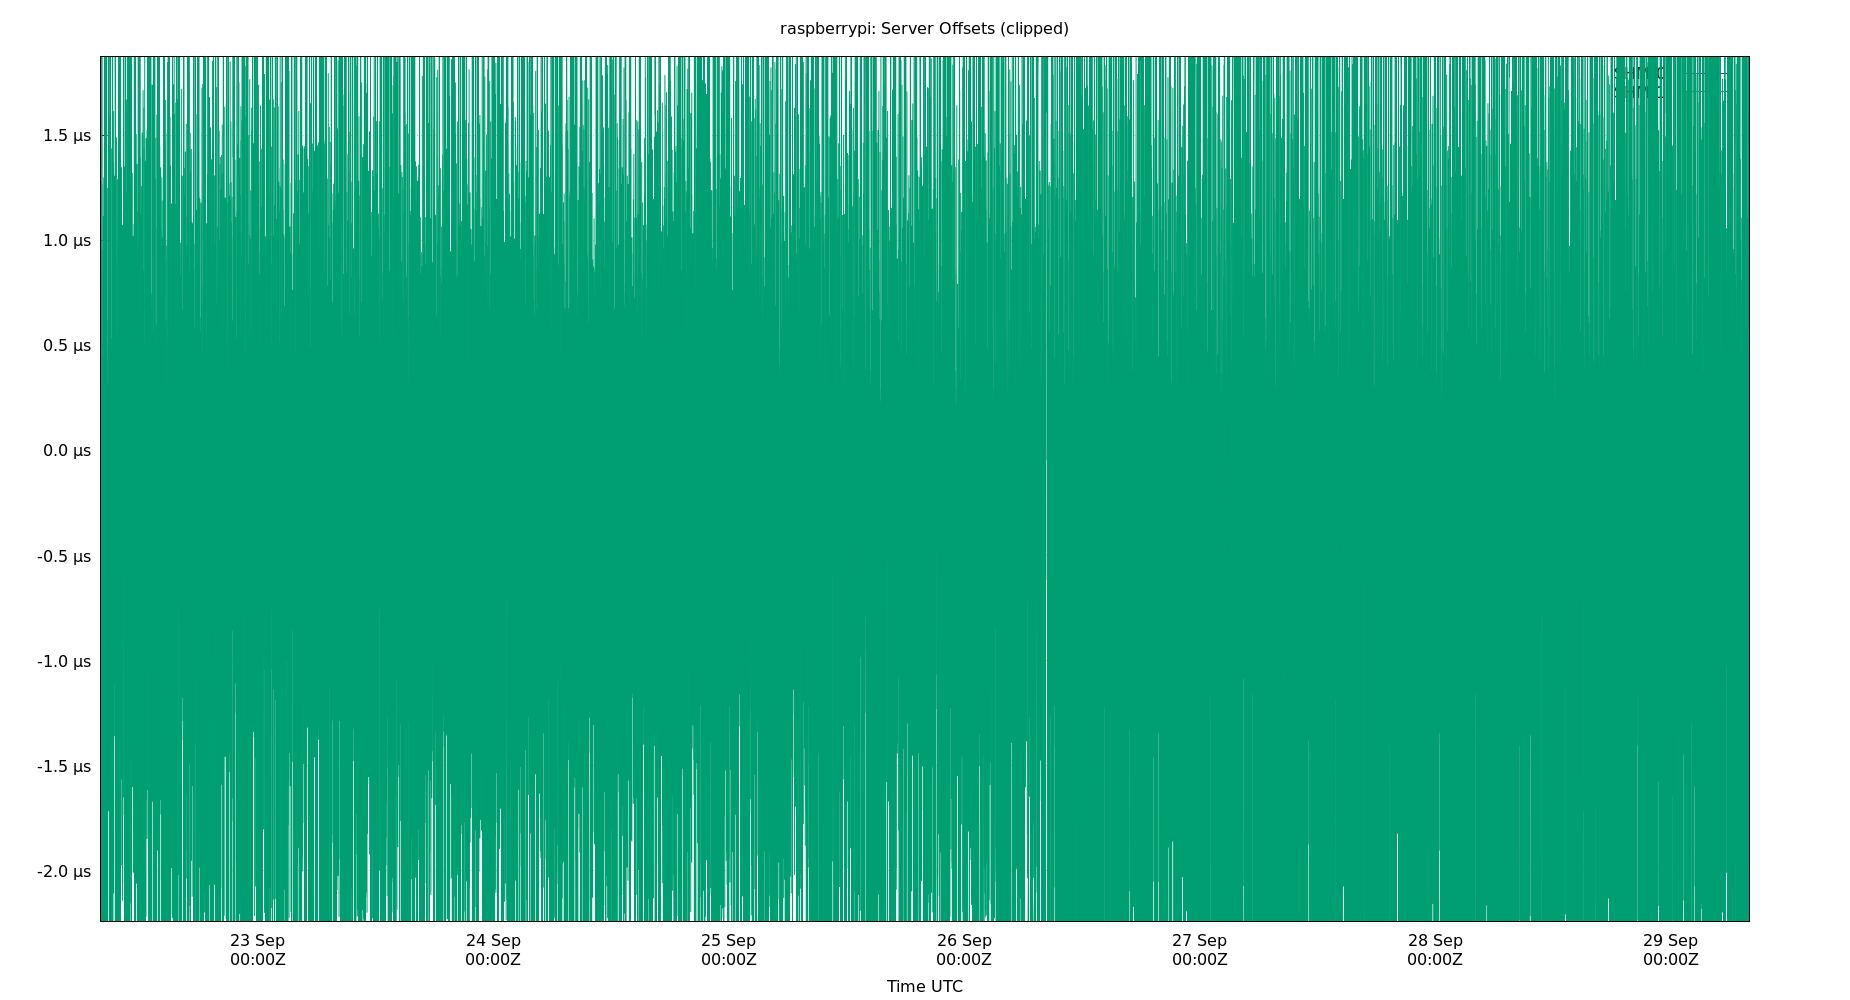 raspberrypi: Server Offsets (clipped)
1.5 µs
1.0 µs
0.5 µs
0.0 µs
-0.5 µs
-1.0 µs
-1.5 µs
-2.0 µs
23 Sep
00:00Z
24 Sep
00:00Z
25 Sep
00:00Z
26 Sep
00:00Z
27 Sep
00:00Z
28 Sep
00:00Z
29 Sep
00:00Z
Time UTC